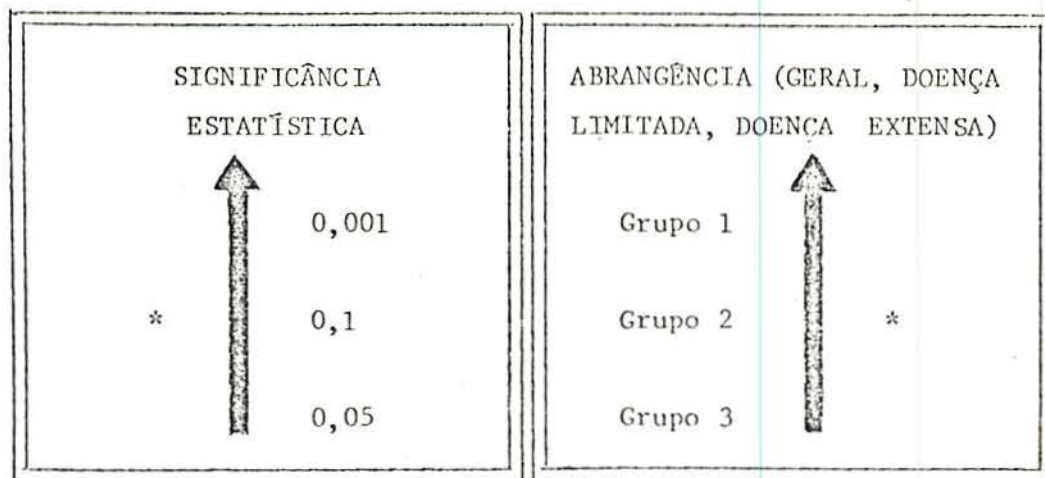 SIGNIFICÂNCIA
ESTATÍSTICA
0,001
* 0,1
0,05
ABRANGÊNCIA (GERAL, DOENÇA
LIMITADA, DOENÇA EXTENSA)
Grupo 1
Grupo 2 *
Grupo 3